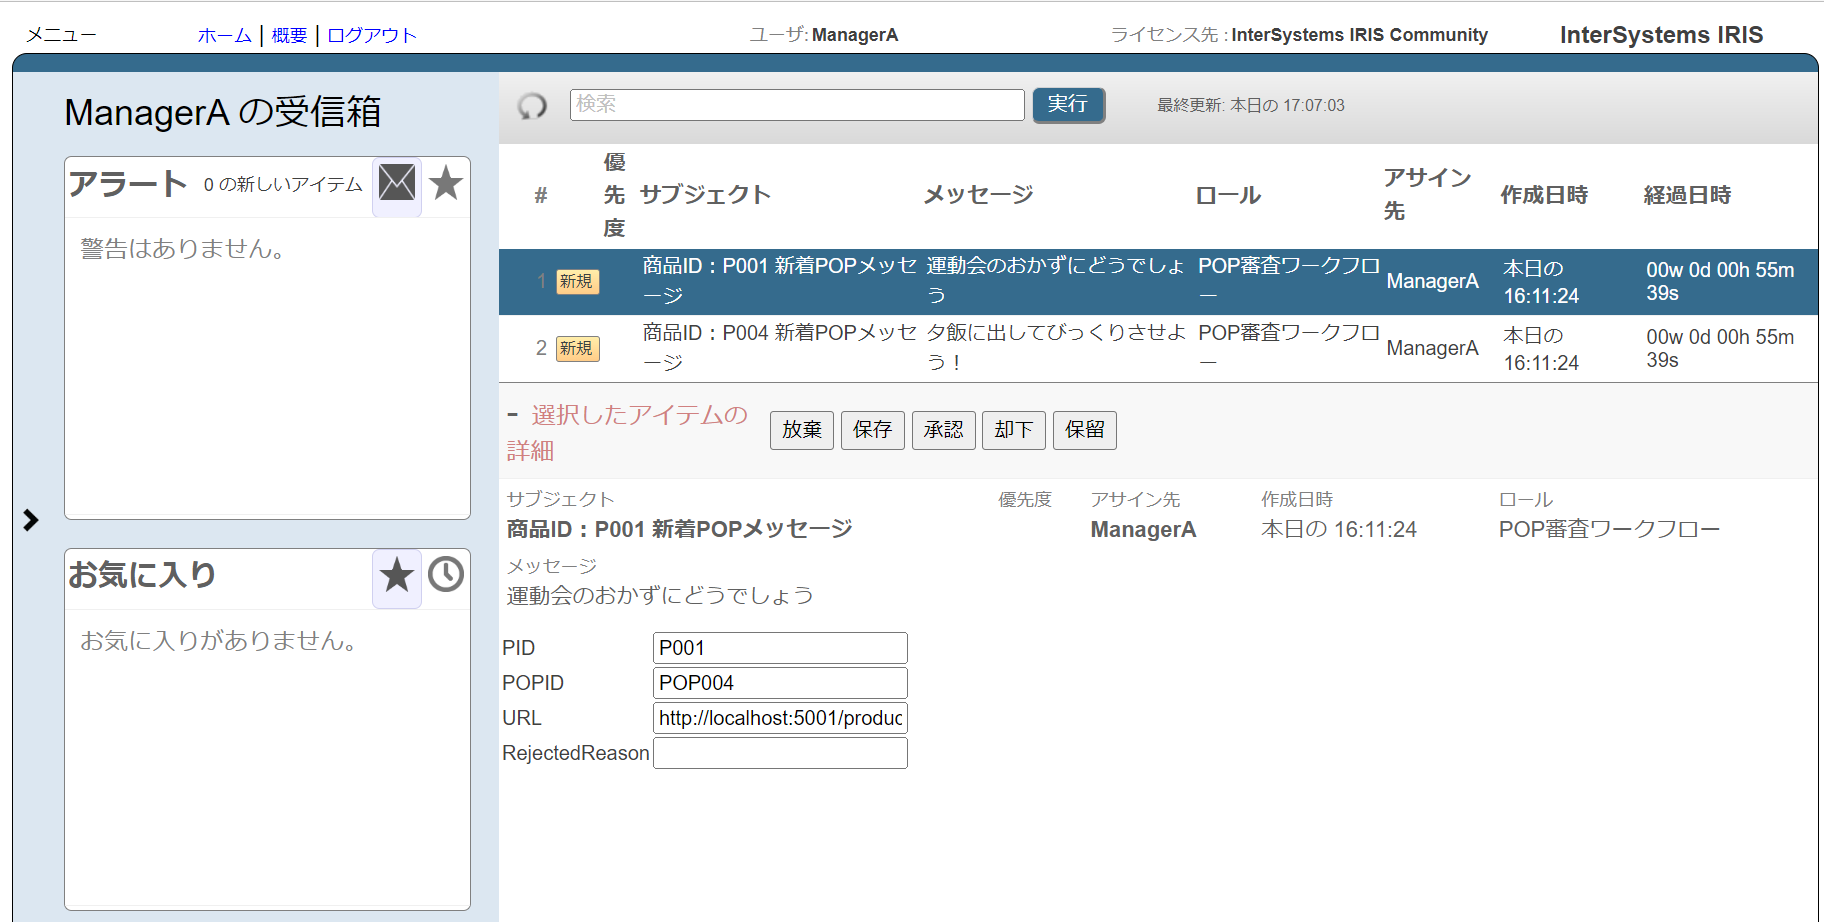 メニュー
ホーム | 概要 | ログアウト
ユーザ: ManagerA
ライセンス先 : InterSystems IRIS Community
InterSystems IRIS
ManagerA の受信箱
アラート 0 の新しいアイテム
警告はありません。
お気に入り
お気に入りがありません。
検索
実行
最終更新: 本日の 17:07:03
#
優
先
度
サブジェクト
メッセージ
ロール
アサイン
先
作成日時
経過日時
1 新規
商品ID：P001 新着POPメッセ
ージ
運動会のおかずにどうでしょ
う
POP審査ワークフロ
ー
ManagerA
本日の
16:11:24
00w 0d 00h 55m
39s
2 新規
商品ID：P004 新着POPメッセ
ージ
夕飯に出してびっくりさせよ
う！
POP審査ワークフロ
ー
ManagerA
本日の
16:11:24
00w 0d 00h 55m
39s
- 選択したアイテムの
詳細
放棄 保存 承認 却下 保留
サブジェクト
商品ID：P001 新着POPメッセージ
優先度
アサイン先
ManagerA
作成日時
本日の 16:11:24
ロール
POP審査ワークフロー
メッセージ
運動会のおかずにどうでしょう
PID P001
POPID POP004
URL http://localhost:5001/produc
RejectedReason